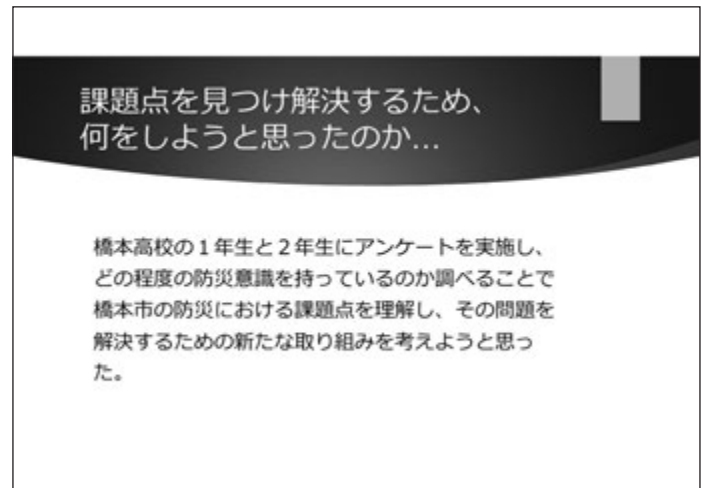 課題点を見つけ解決するため、
何をしようと思ったのか…
橋本高校の１年生と２年生にアンケートを実施し、
どの程度の防災意識を持っているのか調べることで
橋本市の防災における課題点を理解し、その問題を
解決するための新たな取り組みを考えようと思っ
た。